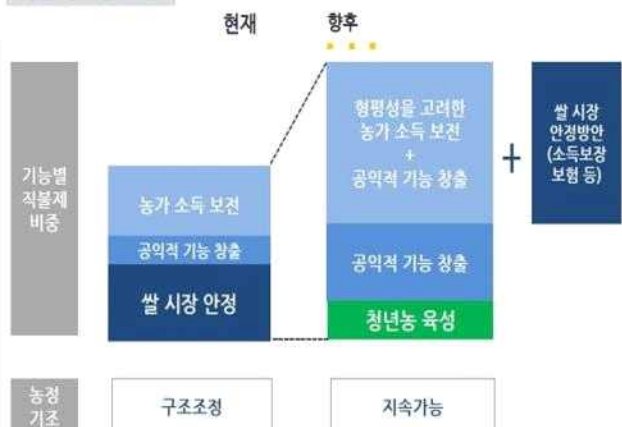 현재
향후
기능별
직불제
비중
농가 소득 보전
공익적 기능 창출
쌀 시장 안정
형평성을 고려한
농가 소득 보전
+
공익적 기능 창출
공익적 기능 창출
청년농 육성
+
쌀 시장
안정방안
(소득보장
보험 등)
농정
기조
구조조정
지속가능